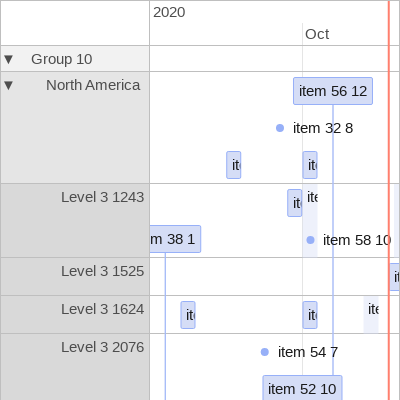 2020
Oct
▼ Group 10
▼ North America
item 56 12
item 32 8
it
it
Level 3 1243
it
ite
m 38 1
item 58 10
Level 3 1525
it
Level 3 1624
it
it
ite
Level 3 2076
item 54 7
item 52 10